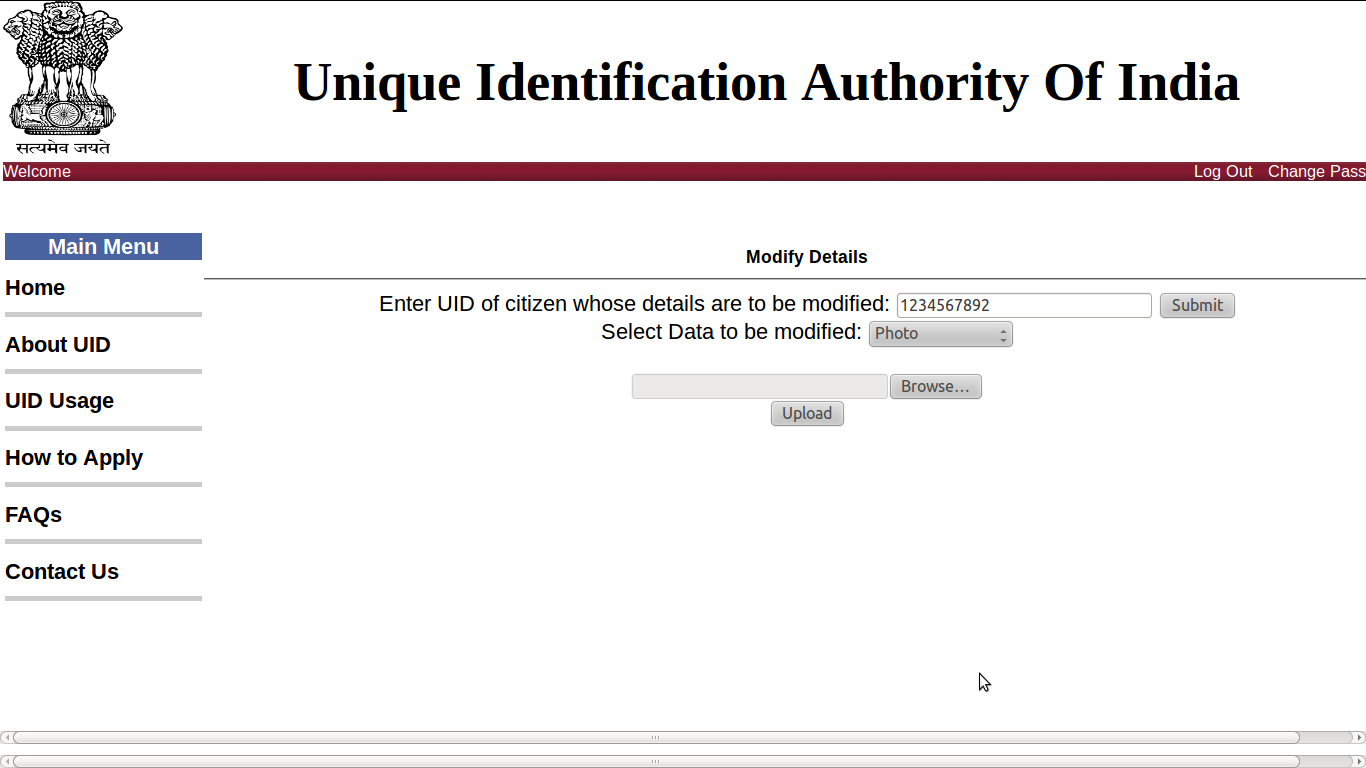 सत्यमेव जयते
Unique Identification Authority Of India
Welcome Log Out Change Pass
Main Menu
Home
About UID
UID Usage
How to Apply
FAQs
Contact Us
Modify Details
Enter UID of citizen whose details are to be modified: 1234567892 Submit
Select Data to be modified: Photo
Browse...
Upload